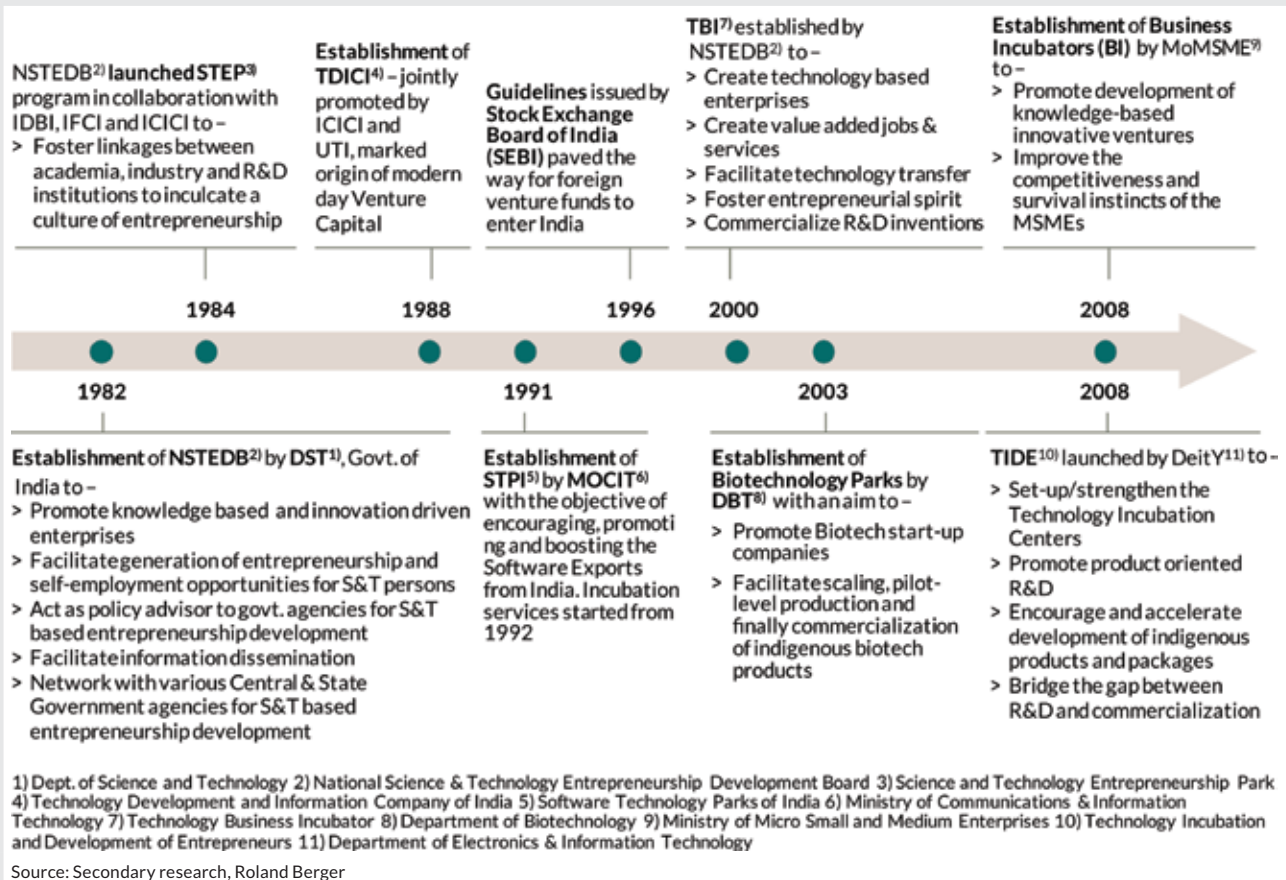 NSTEDB2) launched STEP3)
program in collaboration with
IDBI, IFCI and ICICI to –
> Foster linkages between
academia, industry and R&D
institutions to inculcate a
culture of entrepreneurship
Establishment of
TDICI4) – jointly
promoted by
ICICI and
UTI, marked
origin of modern
day Venture
Capital
Guidelines issued by
Stock Exchange
Board of India
(SEBI) paved the
way for foreign
venture funds to
enter India
TBI7) established by
NSTEDB2) to –
> Create technology based
enterprises
> Create value added jobs &
services
> Facilitate technology transfer
> Foster entrepreneurial spirit
> Commercialize R&D inventions
Establishment of Business
Incubators (BI) by MoMSME9)
to –
> Promote development of
knowledge-based
innovative ventures
> Improve the
competitiveness and
survival instincts of the
MSMEs
1984
1988
1996
2000
2008
1982
1991
2003
2008
Establishment of NSTEDB2) by DST1), Govt. of
India to –
> Promote knowledge based and innovation driven
enterprises
> Facilitate generation of entrepreneurship and
self-employment opportunities for S&T persons
> Act as policy advisor to govt. agencies for S&T
based entrepreneurship development
> Facilitate information dissemination
> Network with various Central & State
Government agencies for S&T based
entrepreneurship development
Establishment of
STPI5) by MOCIT6)
with the objective of
encouraging, promoti
ng and boosting the
Software Exports
from India. Incubation
services started from
1992
Establishment of
Biotechnology Parks by
DBT8) with an aim to –
> Promote Biotech start-up
companies
> Facilitate scaling, pilot-
level production and
finally commercialization
of indigenous biotech
products
TIDE10) launched by DeitY11) to –
> Set-up/strengthen the
Technology Incubation
Centers
> Promote product oriented
R&D
> Encourage and accelerate
development of indigenous
products and packages
> Bridge the gap between
R&D and commercialization
1) Dept. of Science and Technology 2) National Science & Technology Entrepreneurship Development Board 3) Science and Technology Entrepreneurship Park
4) Technology Development and Information Company of India 5) Software Technology Parks of India 6) Ministry of Communications & Information
Technology 7) Technology Business Incubator 8) Department of Biotechnology 9) Ministry of Micro Small and Medium Enterprises 10) Technology Incubation
and Development of Entrepreneurs 11) Department of Electronics & Information Technology
Source: Secondary research, Roland Berger